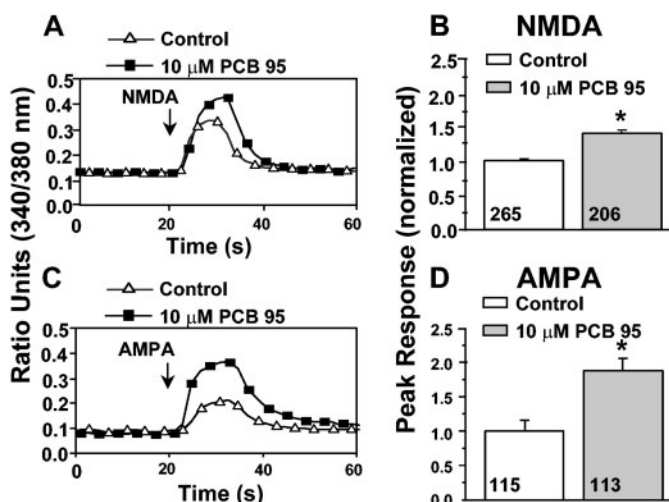 A
Control
10 μM PCB 95
Ratio Units (340/380 nm)
0.5
0.4
0.3
0.2
0.1
0.0
NMDA
0
20
40
60
Time (s)
B
NMDA
Control
10 μM PCB 95
Peak Response (normalized)
2.5
2.0
1.5
1.0
0.5
0.0
*
265
206
C
Control
10 μM PCB 95
0.5
0.4
0.3
0.2
0.1
0.0
AMPA
0
20
40
60
Time (s)
D
AMPA
Control
10 μM PCB 95
2.5
2.0
1.5
1.0
0.5
0.0
*
115
113